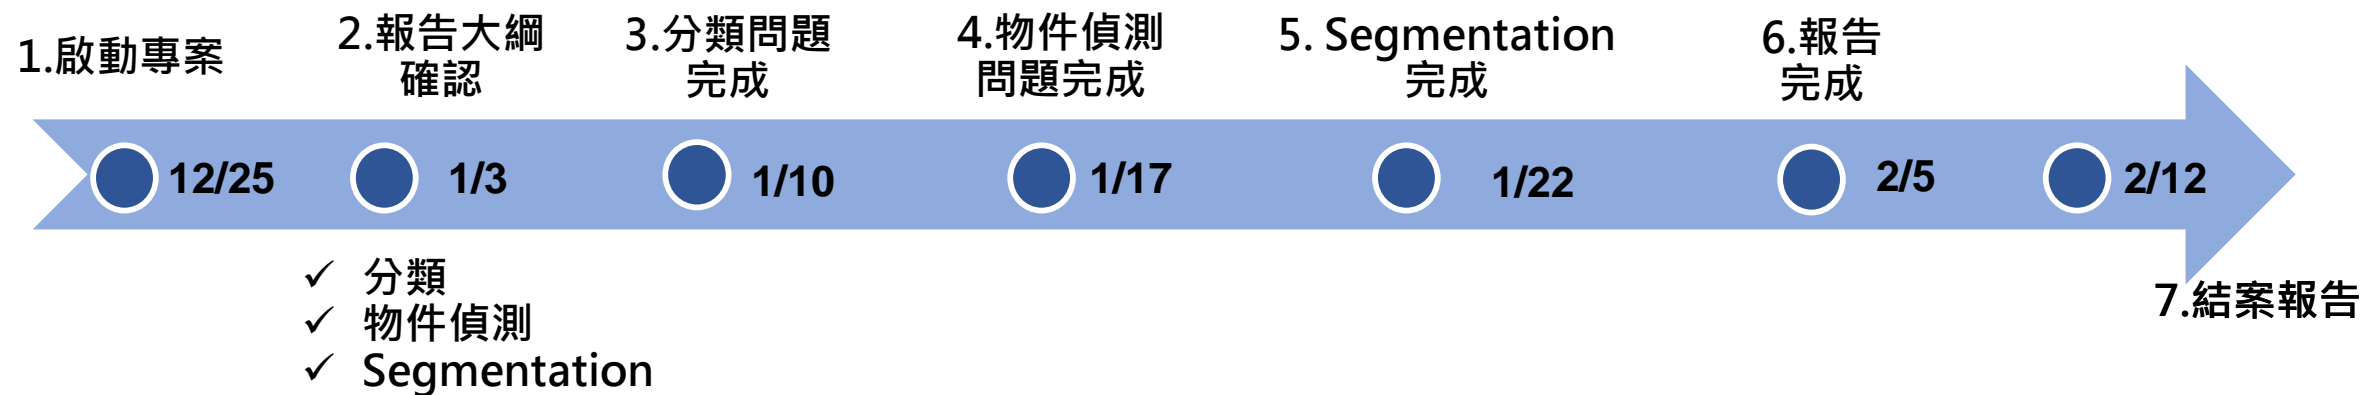 1.啟動專案
2.報告大綱
確認
3.分類問題
完成
4.物件偵測
問題完成
5. Segmentation
完成
6.報告
完成
12/25
1/3
1/10
1/17
1/22
2/5
2/12
✓ 分類
✓ 物件偵測
✓ Segmentation
7.結案報告